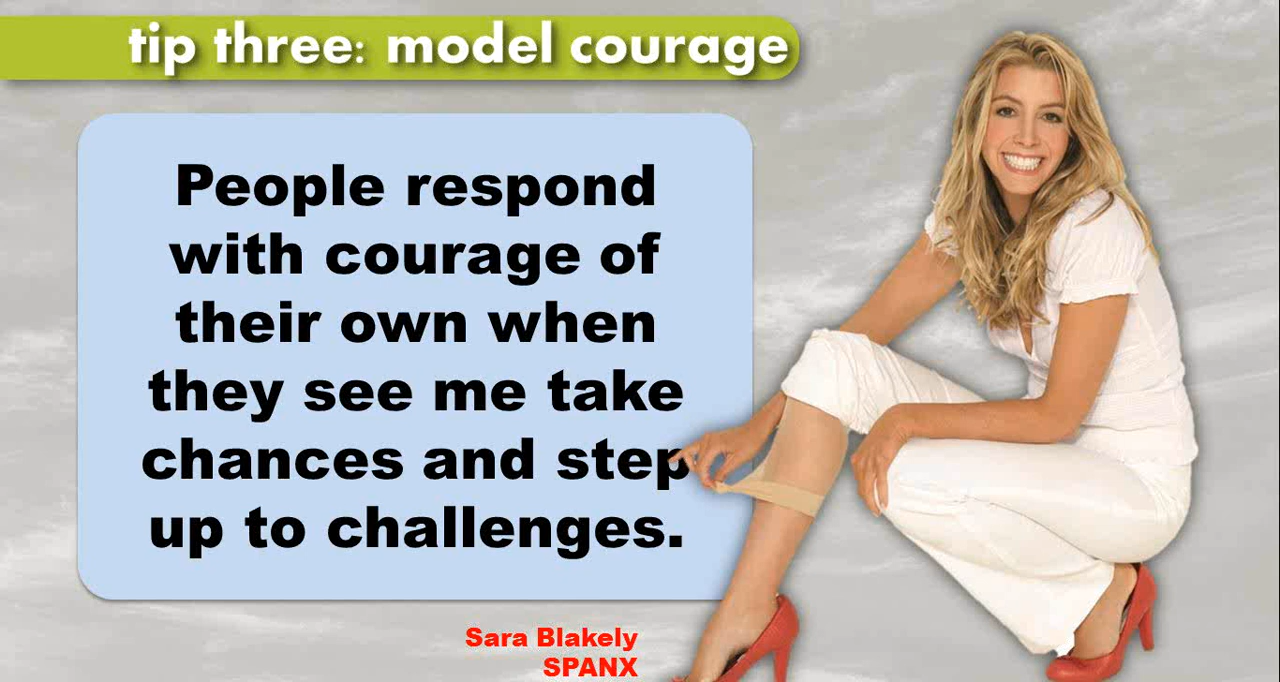 tip three: model courage
People respond
with courage of
their own when
they see me take
chances and step
up to challenges.
Sara Blakely
SPANX